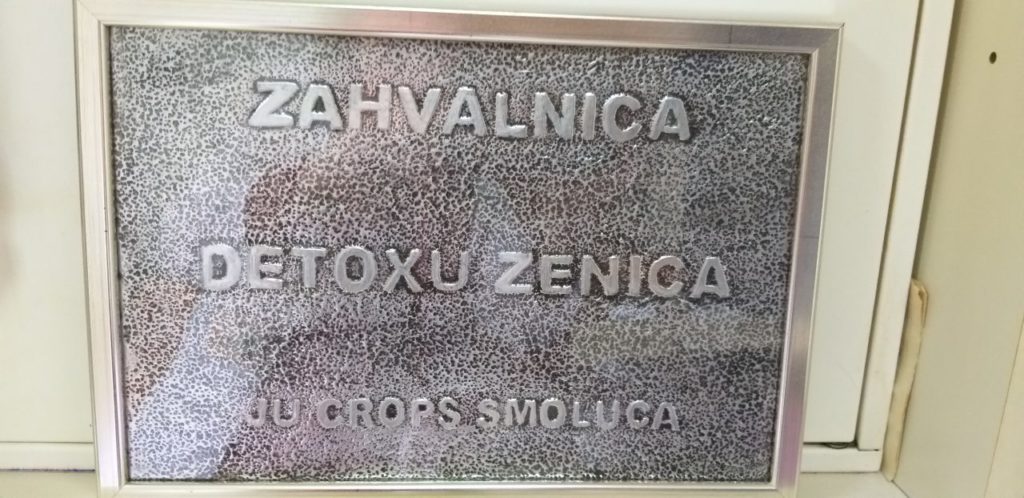 ZAHVALNICA
DETOXU ZENICA
JU CROPS SMOLUCA